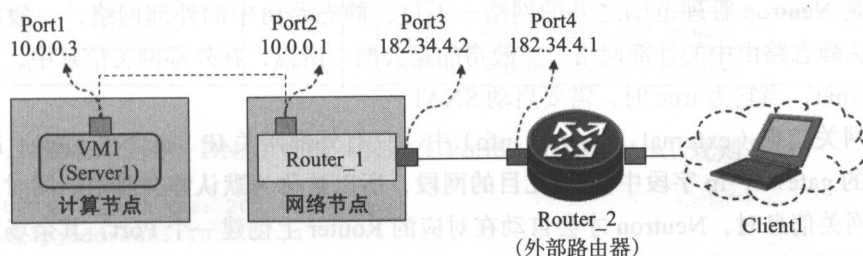 Port1
10.0.0.3
Port2
10.0.0.1
Port3
182.34.4.2
Port4
182.34.4.1
VM1
(Server1)
计算节点
Router_1
网络节点
Router_2
(外部路由器)
Client1